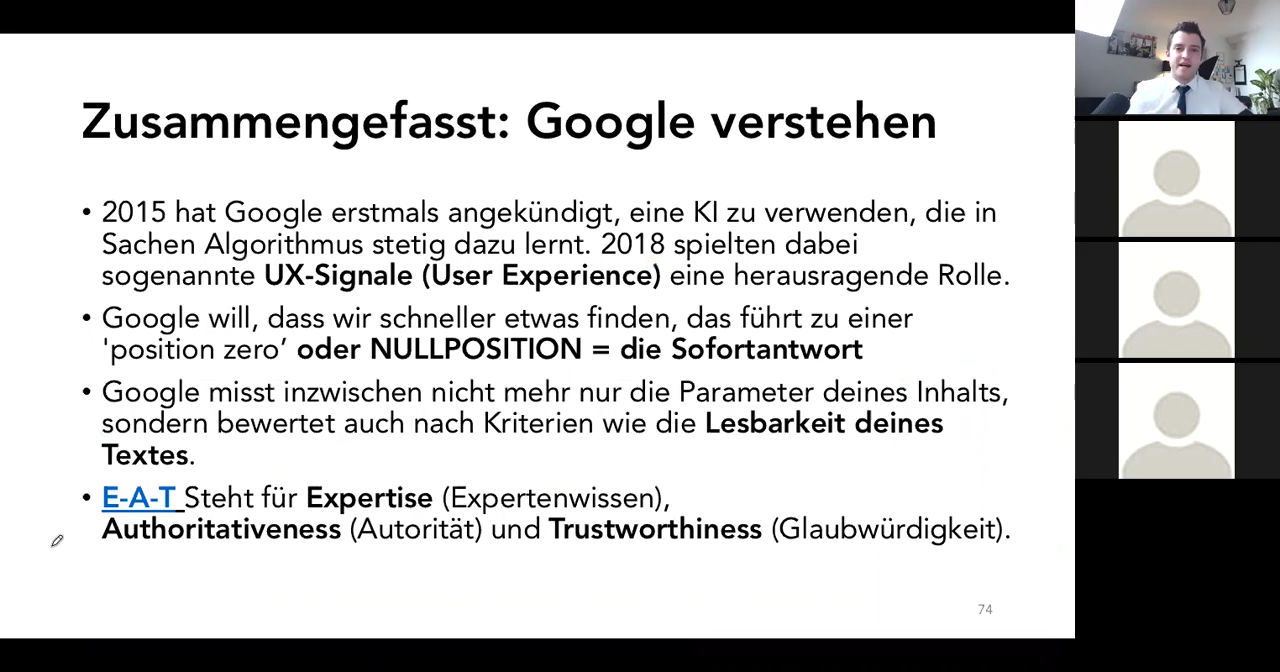 Zusammengefasst: Google verstehen
• 2015 hat Google erstmals angekündigt, eine KI zu verwenden, die in
Sachen Algorithmus stetig dazu lernt. 2018 spielten dabei
sogenannte UX-Signale (User Experience) eine herausragende Rolle.
• Google will, dass wir schneller etwas finden, das führt zu einer
'position zero’ oder NULLPOSITION = die Sofortantwort
• Google misst inzwischen nicht mehr nur die Parameter deines Inhalts,
sondern bewertet auch nach Kriterien wie die Lesbarkeit deines
Textes.
• E-A-T Steht für Expertise (Expertenwissen),
Authoritativeness (Autorität) und Trustworthiness (Glaubwürdigkeit).
74